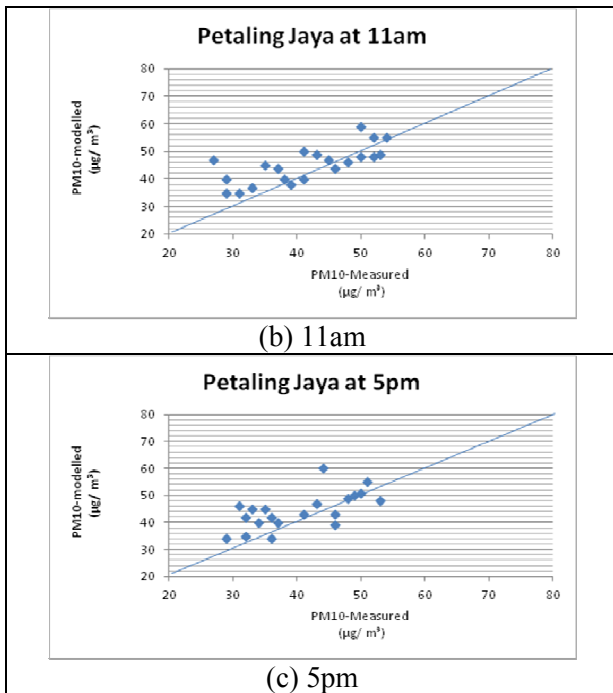 Petaling Jaya at 11am
PM10-modelled
(µg/ m³)
80
70
60
50
40
30
20
20 30 40 50 60 70 80
PM10-Measured
(µg/ m³)
(b) 11am
Petaling Jaya at 5pm
PM10-modelled
(µg/ m³)
80
70
60
50
40
30
20
20 30 40 50 60 70 80
PM10-Measured
(µg/ m³)
(c) 5pm